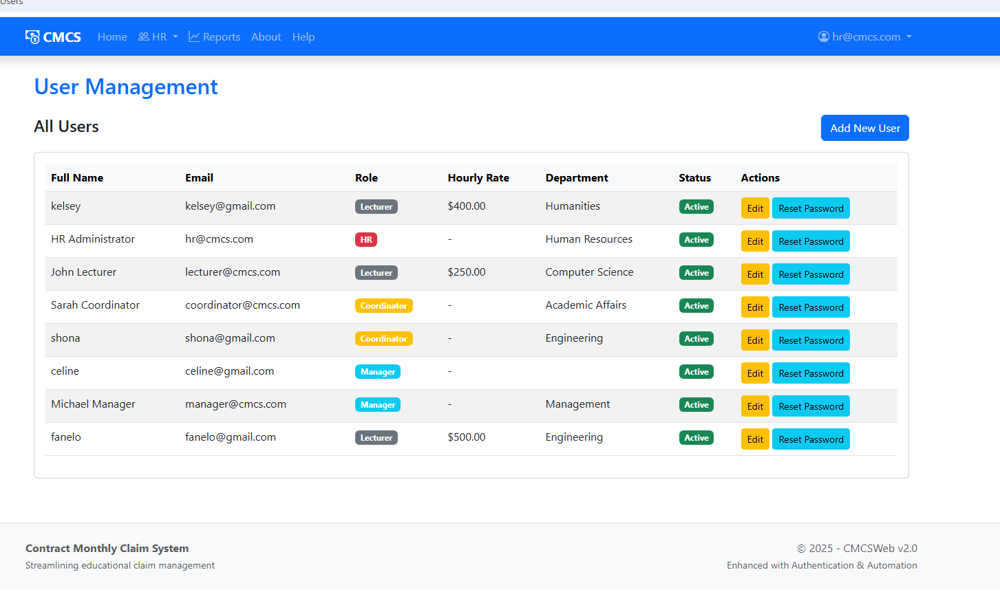 Users
CMCS Home HR Reports About Help hr@cmcs.com
User Management
All Users
Add New User
Full Name Email Role Hourly Rate Department Status Actions
kelsey kelsey@gmail.com Lecturer $400.00 Humanities Active Edit Reset Password
HR Administrator hr@cmcs.com HR - Human Resources Active Edit Reset Password
John Lecturer lecturer@cmcs.com Lecturer $250.00 Computer Science Active Edit Reset Password
Sarah Coordinator coordinator@cmcs.com Coordinator - Academic Affairs Active Edit Reset Password
shona shona@gmail.com Coordinator - Engineering Active Edit Reset Password
celine celine@gmail.com Manager - Active Edit Reset Password
Michael Manager manager@cmcs.com Manager - Management Active Edit Reset Password
fanelo fanelo@gmail.com Lecturer $500.00 Engineering Active Edit Reset Password
Contract Monthly Claim System © 2025 - CMCSWeb v2.0
Streamlining educational claim management Enhanced with Authentication & Automation